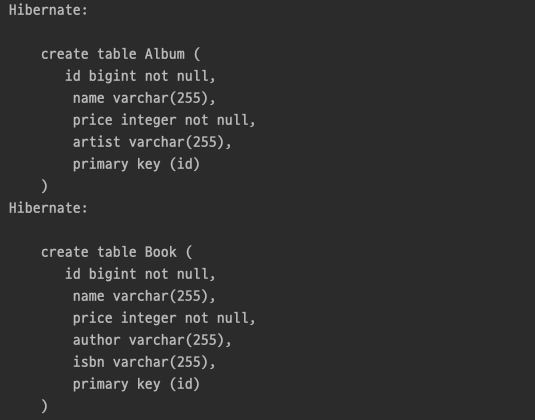 Hibernate:

    create table Album (
       id bigint not null,
        name varchar(255),
        price integer not null,
        artist varchar(255),
        primary key (id)
    )
Hibernate:

    create table Book (
       id bigint not null,
        name varchar(255),
        price integer not null,
        author varchar(255),
        isbn varchar(255),
        primary key (id)
    )